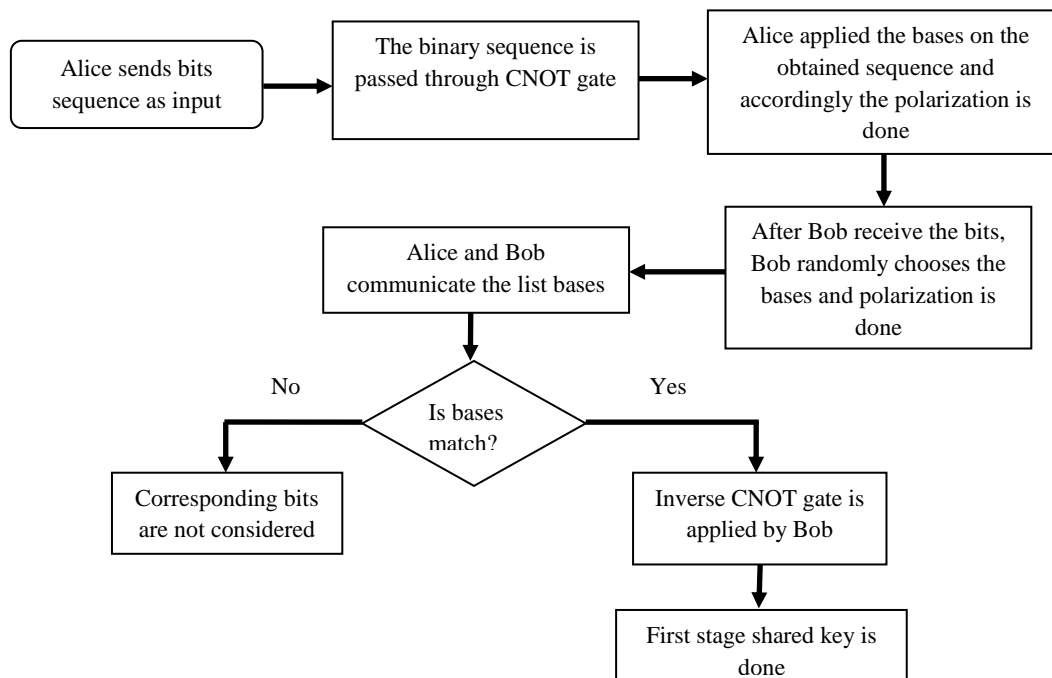 Alice sends bits
sequence as input
The binary sequence is
passed through CNOT gate
Alice applied the bases on the
obtained sequence and
accordingly the polarization is
done
After Bob receive the bits,
Bob randomly chooses the
bases and polarization is
done
Alice and Bob
communicate the list bases
Is bases
match?
No
Yes
Corresponding bits
are not considered
Inverse CNOT gate is
applied by Bob
First stage shared key is
done